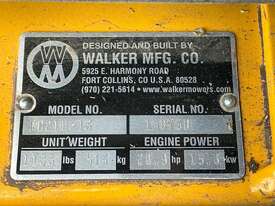 DESIGNED AND BUILT BY
WALKER MFG. CO.
5925 E. HARMONY ROAD
FORT COLLINS, CO U.S.A. 80528
(970) 221-5614 • www.walkermowers.com
MODEL NO. SERIAL NO.
UNIT WEIGHT ENGINE POWER
lbs kg hp kw